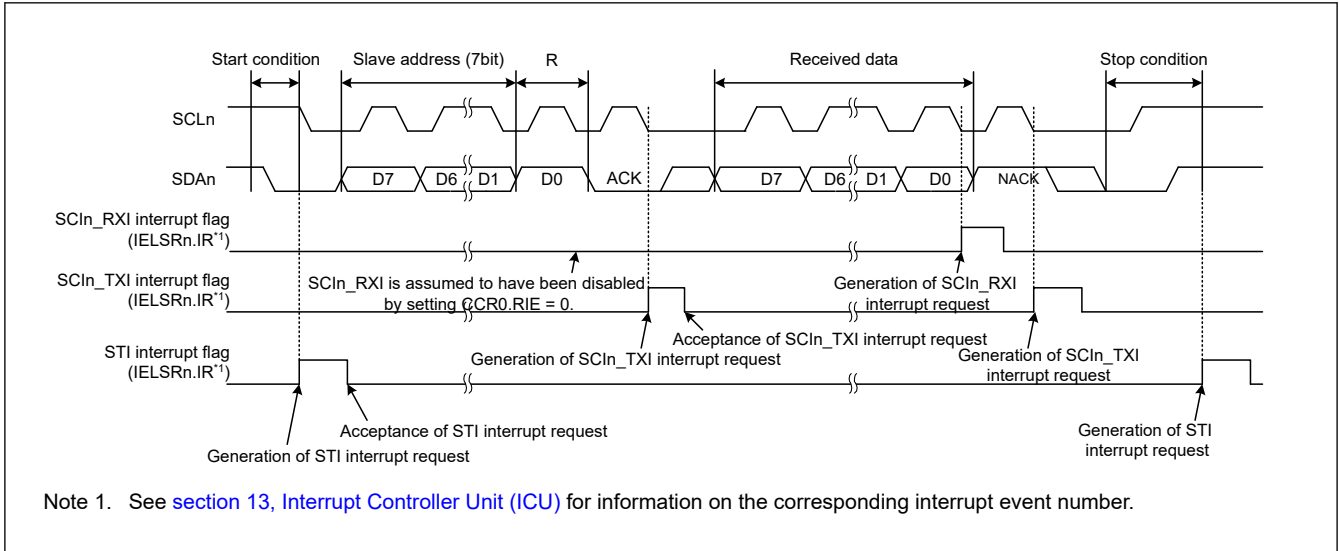 Start condition
Slave address (7bit)
R
Received data
Stop condition
SCLn
SDAn
D7
D6
D1
D0
ACK
D7
D6
D1
D0
NACK
SCIn_RXI interrupt flag
(IELSRn.IR*1)
SCIn_TXI interrupt flag
(IELSRn.IR*1)
SCIn_RXI is assumed to have been disabled
by setting CCR0.RIE = 0.
Generation of SCIn_RXI
interrupt request
Acceptance of SCIn_TXI interrupt request
Generation of SCIn_TXI interrupt request
Generation of SCIn_TXI
interrupt request
STI interrupt flag
(IELSRn.IR*1)
Acceptance of STI interrupt request
Generation of STI interrupt request
Generation of STI
interrupt request
Note 1. See section 13, Interrupt Controller Unit (ICU) for information on the corresponding interrupt event number.